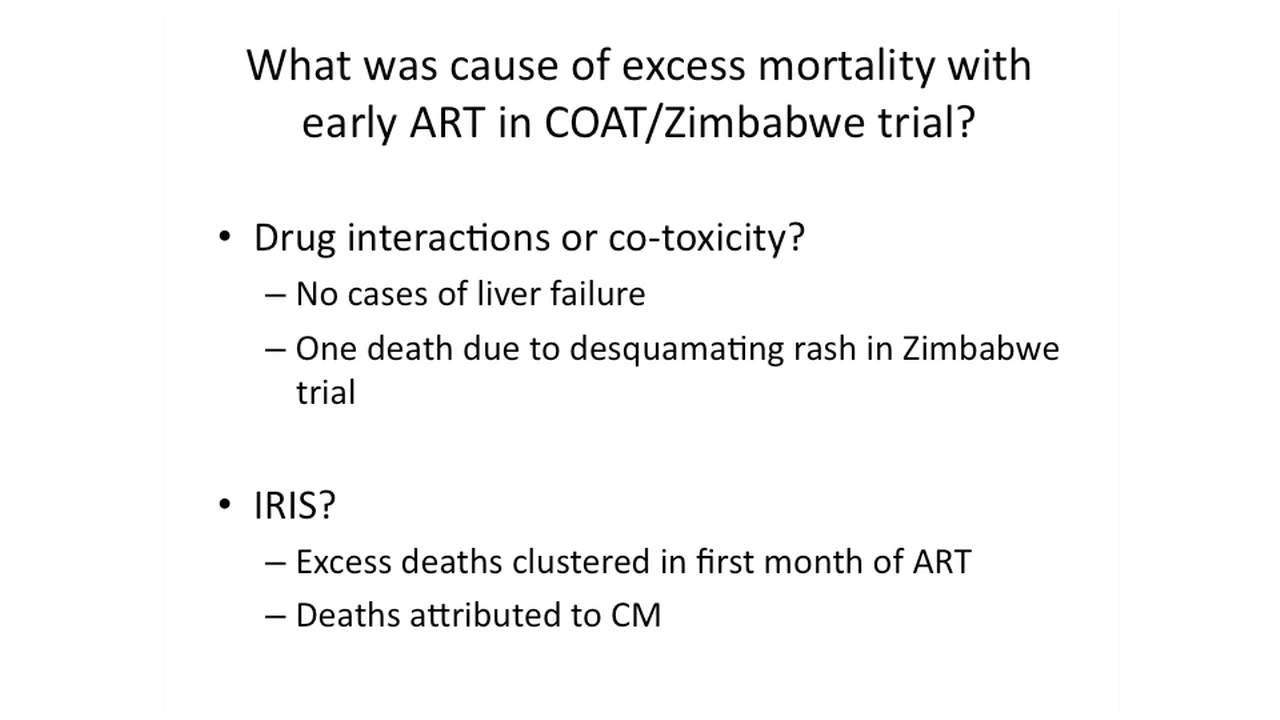 What was cause of excess mortality with
early ART in COAT/Zimbabwe trial?
• Drug interactions or co-toxicity?
– No cases of liver failure
– One death due to desquamating rash in Zimbabwe
trial
• IRIS?
– Excess deaths clustered in first month of ART
– Deaths attributed to CM